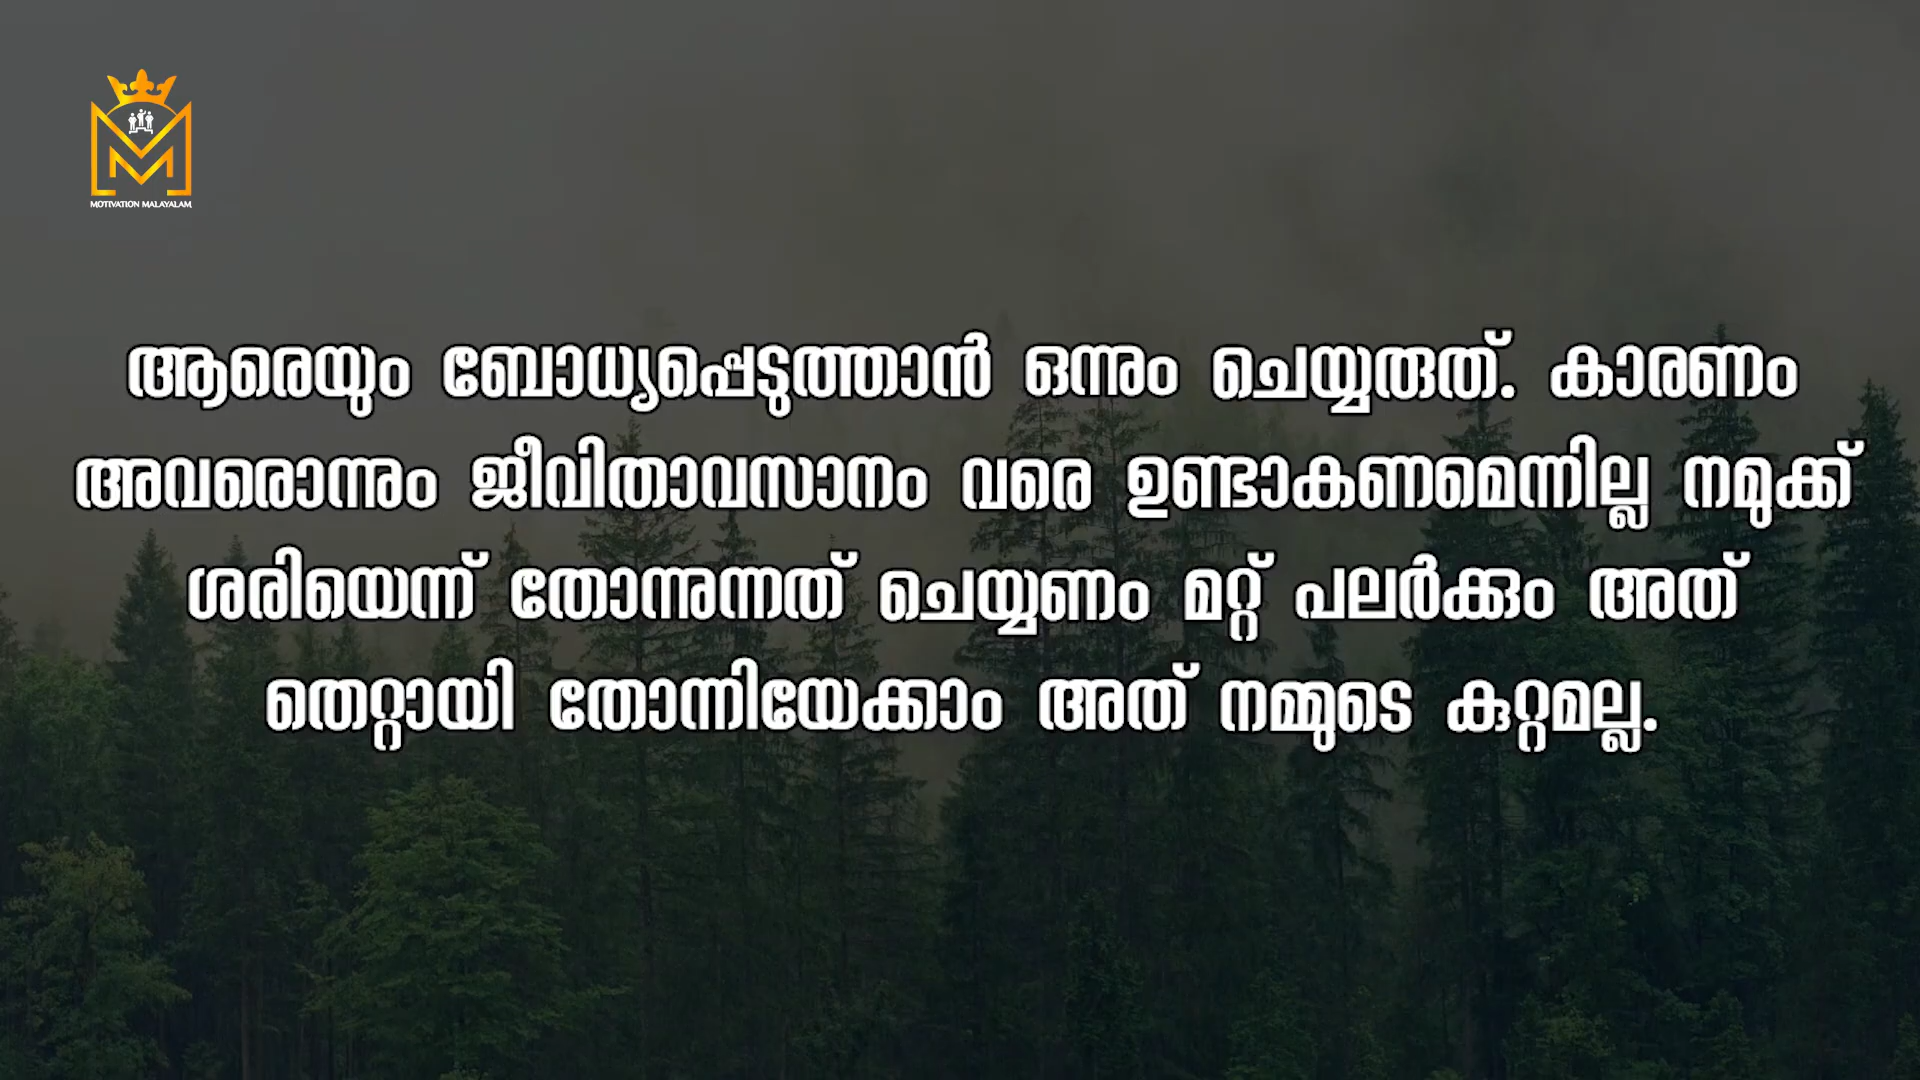 MOTIVATION MALAYALAM
ആരെയും ബോധ്യപ്പെടുത്താൻ ഒന്നും ചെയ്യരുത്. കാരണം
അവരൊന്നും ജീവിതാവസാനം വരെ ഉണ്ടാകണമെന്നില്ല നമുക്ക്
ശരിയെന്ന് തോന്നുന്നത് ചെയ്യണം മറ്റ് പലർക്കും അത്
തെറ്റായി തോന്നിയേക്കാം അത് നമ്മുടെ കുറ്റമല്ല.